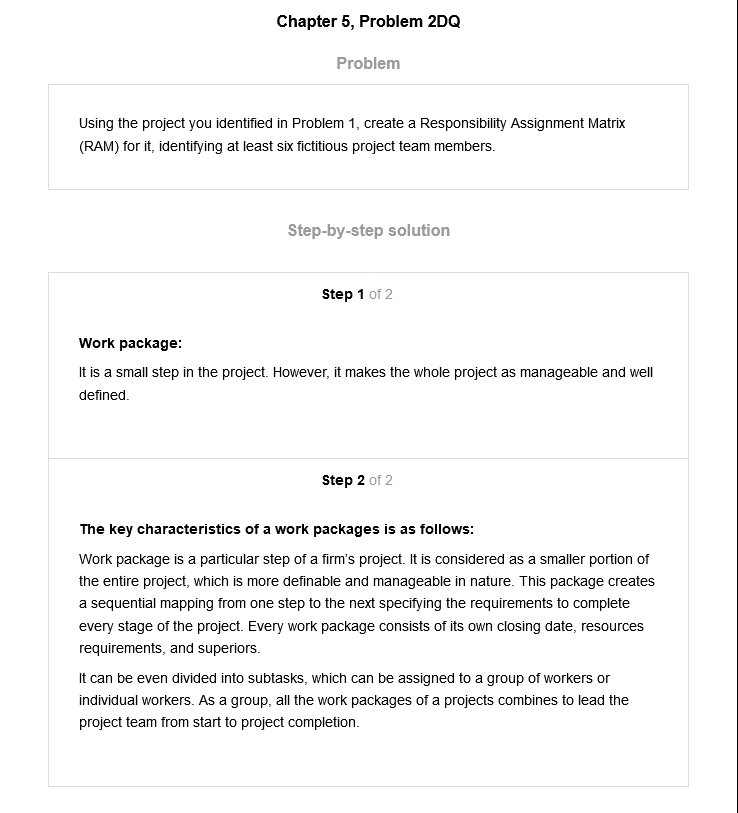 Chapter 5, Problem 2DQ
Problem
Using the project you identified in Problem 1, create a Responsibility Assignment Matrix
(RAM) for it, identifying at least six fictitious project team members.
Step-by-step solution
Step 1 of 2
Work package:
It is a small step in the project. However, it makes the whole project as manageable and well
defined.
Step 2 of 2
The key characteristics of a work packages is as follows:
Work package is a particular step of a firm's project. It is considered as a smaller portion of
the entire project, which is more definable and manageable in nature. This package creates
a sequential mapping from one step to the next specifying the requirements to complete
every stage of the project. Every work package consists of its own closing date, resources
requirements, and superiors.
It can be even divided into subtasks, which can be assigned to a group of workers or
individual workers. As a group, all the work packages of a projects combines to lead the
project team from start to project completion.